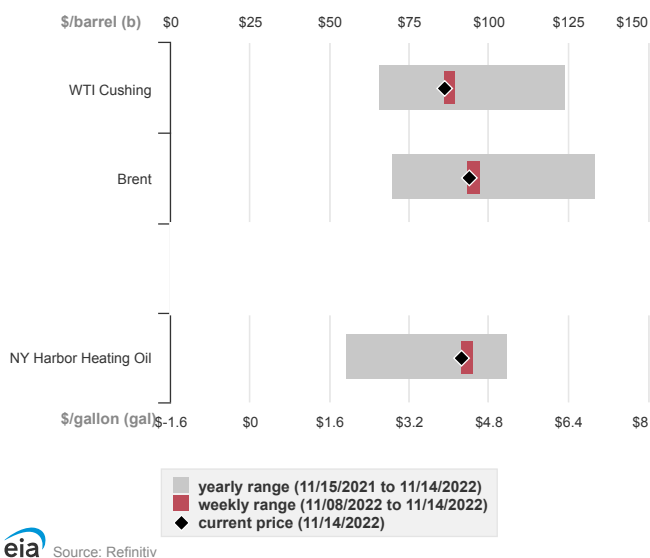 $/barrel (b) $0 $25 $50 $75 $100 $125 $150
WTI Cushing
Brent
NY Harbor Heating Oil
$/gallon (gal) $-1.6 $0 $1.6 $3.2 $4.8 $6.4 $8
yearly range (11/15/2021 to 11/14/2022)
weekly range (11/08/2022 to 11/14/2022)
current price (11/14/2022)
eia Source: Refinitiv